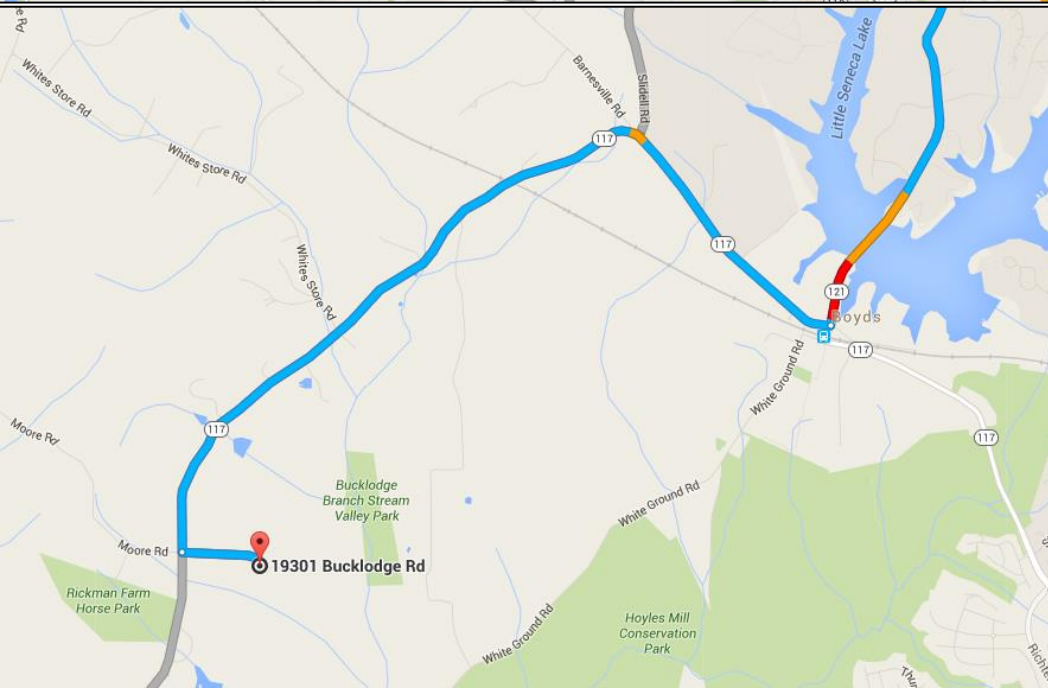 Whites Store Rd
Barnesville Rd
Slidell Rd
Little Seneca Lake
117
Whites Store Rd
117
Whites Store Rd
121
Boyds
117
White Ground Rd
117
117
Moore Rd
Bucklodge
Branch Stream
Valley Park
White Ground Rd
Moore Rd
19301 Bucklodge Rd
Rickman Farm
Horse Park
Hoyles Mill
Conservation
Park
White Ground Rd